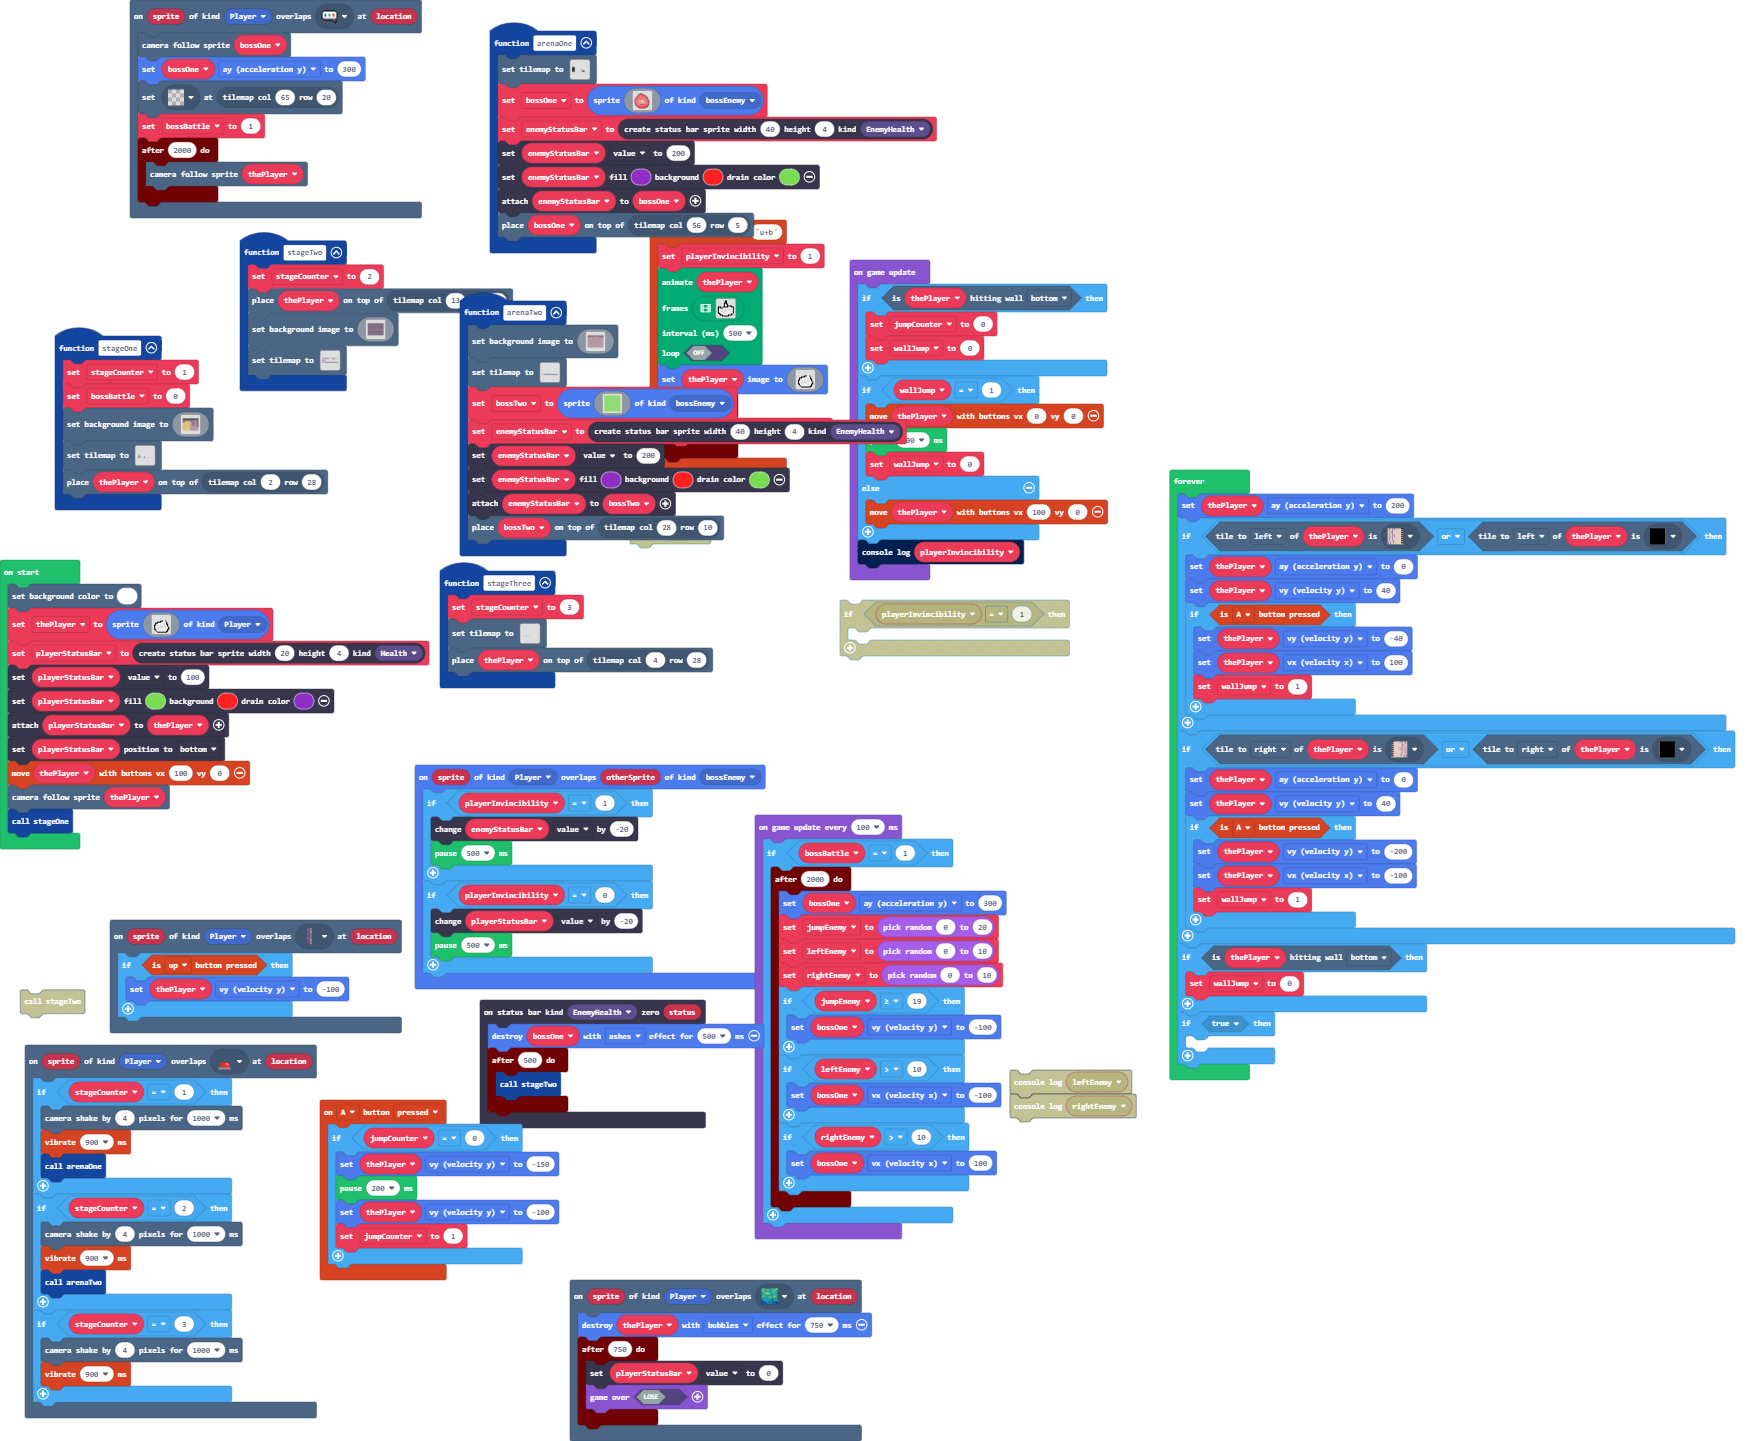 on sprite of kind Player overlaps at location
camera follow sprite bossOne
set bossOne ay (acceleration y) to 300
set at tilemap col 65 row 20
set bossBattle to 1
after 2000 do
camera follow sprite thePlayer
function arenaOne
set tilemap to
set bossOne to sprite of kind bossEnemy
set enemyStatusBar to create status bar sprite width 40 height 4 kind EnemyHealth
set enemyStatusBar value to 200
set enemyStatusBar fill background drain color
attach enemyStatusBar to bossOne
place bossOne on top of tilemap col 56 row 5
"u+b"
set playerInvincibility to 1
animate thePlayer
frames
interval (ms) 500
loop OFF
set thePlayer image to
function stageTwo
set stageCounter to 2
place thePlayer on top of tilemap col 13
set background image to
set tilemap to
function stageOne
set stageCounter to 1
set bossBattle to 0
set background image to
set tilemap to
place thePlayer on top of tilemap col 2 row 28
function arenaTwo
set background image to
set tilemap to
set bossTwo to sprite of kind bossEnemy
set enemyStatusBar to create status bar sprite width 40 height 4 kind EnemyHealth
set enemyStatusBar value to 200
set enemyStatusBar fill background drain color
attach enemyStatusBar to bossTwo
place bossTwo on top of tilemap col 28 row 10
on game update
if is thePlayer hitting wall bottom then
set jumpCounter to 0
set wallJump to 0
if wallJump = 1 then
move thePlayer with buttons vx 0 vy 0
ms
set wallJump to 0
else
move thePlayer with buttons vx 100 vy 0
console log playerInvincibility
if playerInvincibility = 1 then
function stageThree
set stageCounter to 3
set tilemap to
place thePlayer on top of tilemap col 4 row 28
on start
set background color to
set thePlayer to sprite of kind Player
set playerStatusBar to create status bar sprite width 20 height 4 kind Health
set playerStatusBar value to 100
set playerStatusBar fill background drain color
attach playerStatusBar to thePlayer
set playerStatusBar position to bottom
move thePlayer with buttons vx 100 vy 0
camera follow sprite thePlayer
call stageOne
forever
set thePlayer ay (acceleration y) to 200
if tile to left of thePlayer is or tile to left of thePlayer is then
set thePlayer ay (acceleration y) to 0
set thePlayer vy (velocity y) to 40
if is A button pressed then
set thePlayer vy (velocity y) to -40
set thePlayer vx (velocity x) to 100
set wallJump to 1
if tile to right of thePlayer is or tile to right of thePlayer is then
set thePlayer ay (acceleration y) to 0
set thePlayer vy (velocity y) to 40
if is A button pressed then
set thePlayer vy (velocity y) to -200
set thePlayer vx (velocity x) to -100
set wallJump to 1
if is thePlayer hitting wall bottom then
set wallJump to 0
if true then
on sprite of kind Player overlaps otherSprite of kind bossEnemy
if playerInvincibility = 1 then
change enemyStatusBar value by -20
pause 500 ms
if playerInvincibility = 0 then
change playerStatusBar value by -20
pause 500 ms
on game update every 100 ms
if bossBattle = 1 then
after 2000 do
set bossOne ay (acceleration y) to 300
set jumpEnemy to pick random 0 to 20
set leftEnemy to pick random 0 to 10
set rightEnemy to pick random 0 to 10
if jumpEnemy ≥ 19 then
set bossOne vy (velocity y) to -100
if leftEnemy > 10 then
set bossOne vx (velocity x) to -100
if rightEnemy > 10 then
set bossOne vx (velocity x) to 100
on sprite of kind Player overlaps at location
if is up button pressed then
set thePlayer vy (velocity y) to -100
call stageTwo
on status bar kind EnemyHealth zero status
destroy bossOne with ashes effect for 500 ms
after 500 do
call stageTwo
console log leftEnemy
console log rightEnemy
on sprite of kind Player overlaps at location
if stageCounter = 1 then
camera shake by 4 pixels for 1000 ms
vibrate 900 ms
call arenaOne
if stageCounter = 2 then
camera shake by 4 pixels for 1000 ms
vibrate 900 ms
call arenaTwo
if stageCounter = 3 then
camera shake by 4 pixels for 1000 ms
vibrate 900 ms
on A button pressed
if jumpCounter = 0 then
set thePlayer vy (velocity y) to -150
pause 200 ms
set thePlayer vy (velocity y) to -100
set jumpCounter to 1
on sprite of kind Player overlaps at location
destroy thePlayer with bubbles effect for 750 ms
after 750 do
set playerStatusBar value to 0
game over LOSE